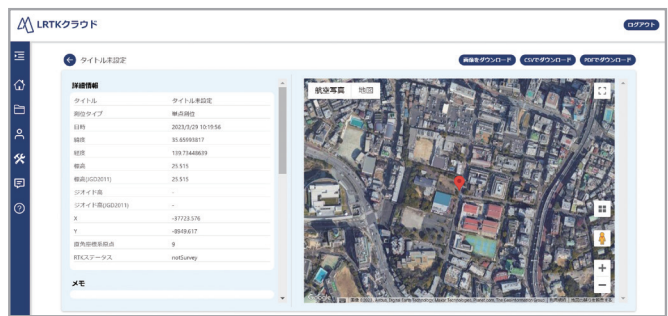 LRTKクラウド
ログアウト
タイトル未設定
画像をダウンロード
CSVでダウンロード
PDFでダウンロード
詳細情報
タイトル タイトル未設定
測位タイプ 単点測位
日時 2023/3/29 10:19:56
緯度 35.65993817
経度 139.73448639
標高 25.515
標高(JGD2011) 25.515
ジオイド高 -
ジオイド高(JGD2011) -
X -37723.576
Y -8949.617
直角座標系原点 9
RTKステータス notSurvey
メモ
航空写真 地図